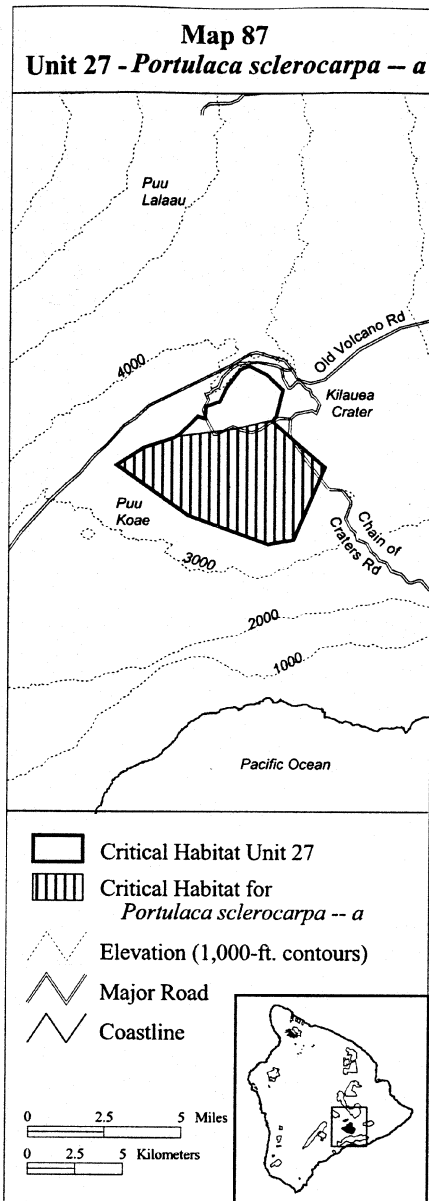 Map 87
Unit 27 - Portulaca sclerocarpa -- a
Puu
Lalaau
Old Volcano Rd
4000
Kilauea
Crater
Puu
Koae
Chain of
Craters Rd
3000
2000
1000
Pacific Ocean
Critical Habitat Unit 27
Critical Habitat for
Portulaca sclerocarpa -- a
Elevation (1,000-ft. contours)
Major Road
Coastline
0 2.5 5 Miles
0 2.5 5 Kilometers